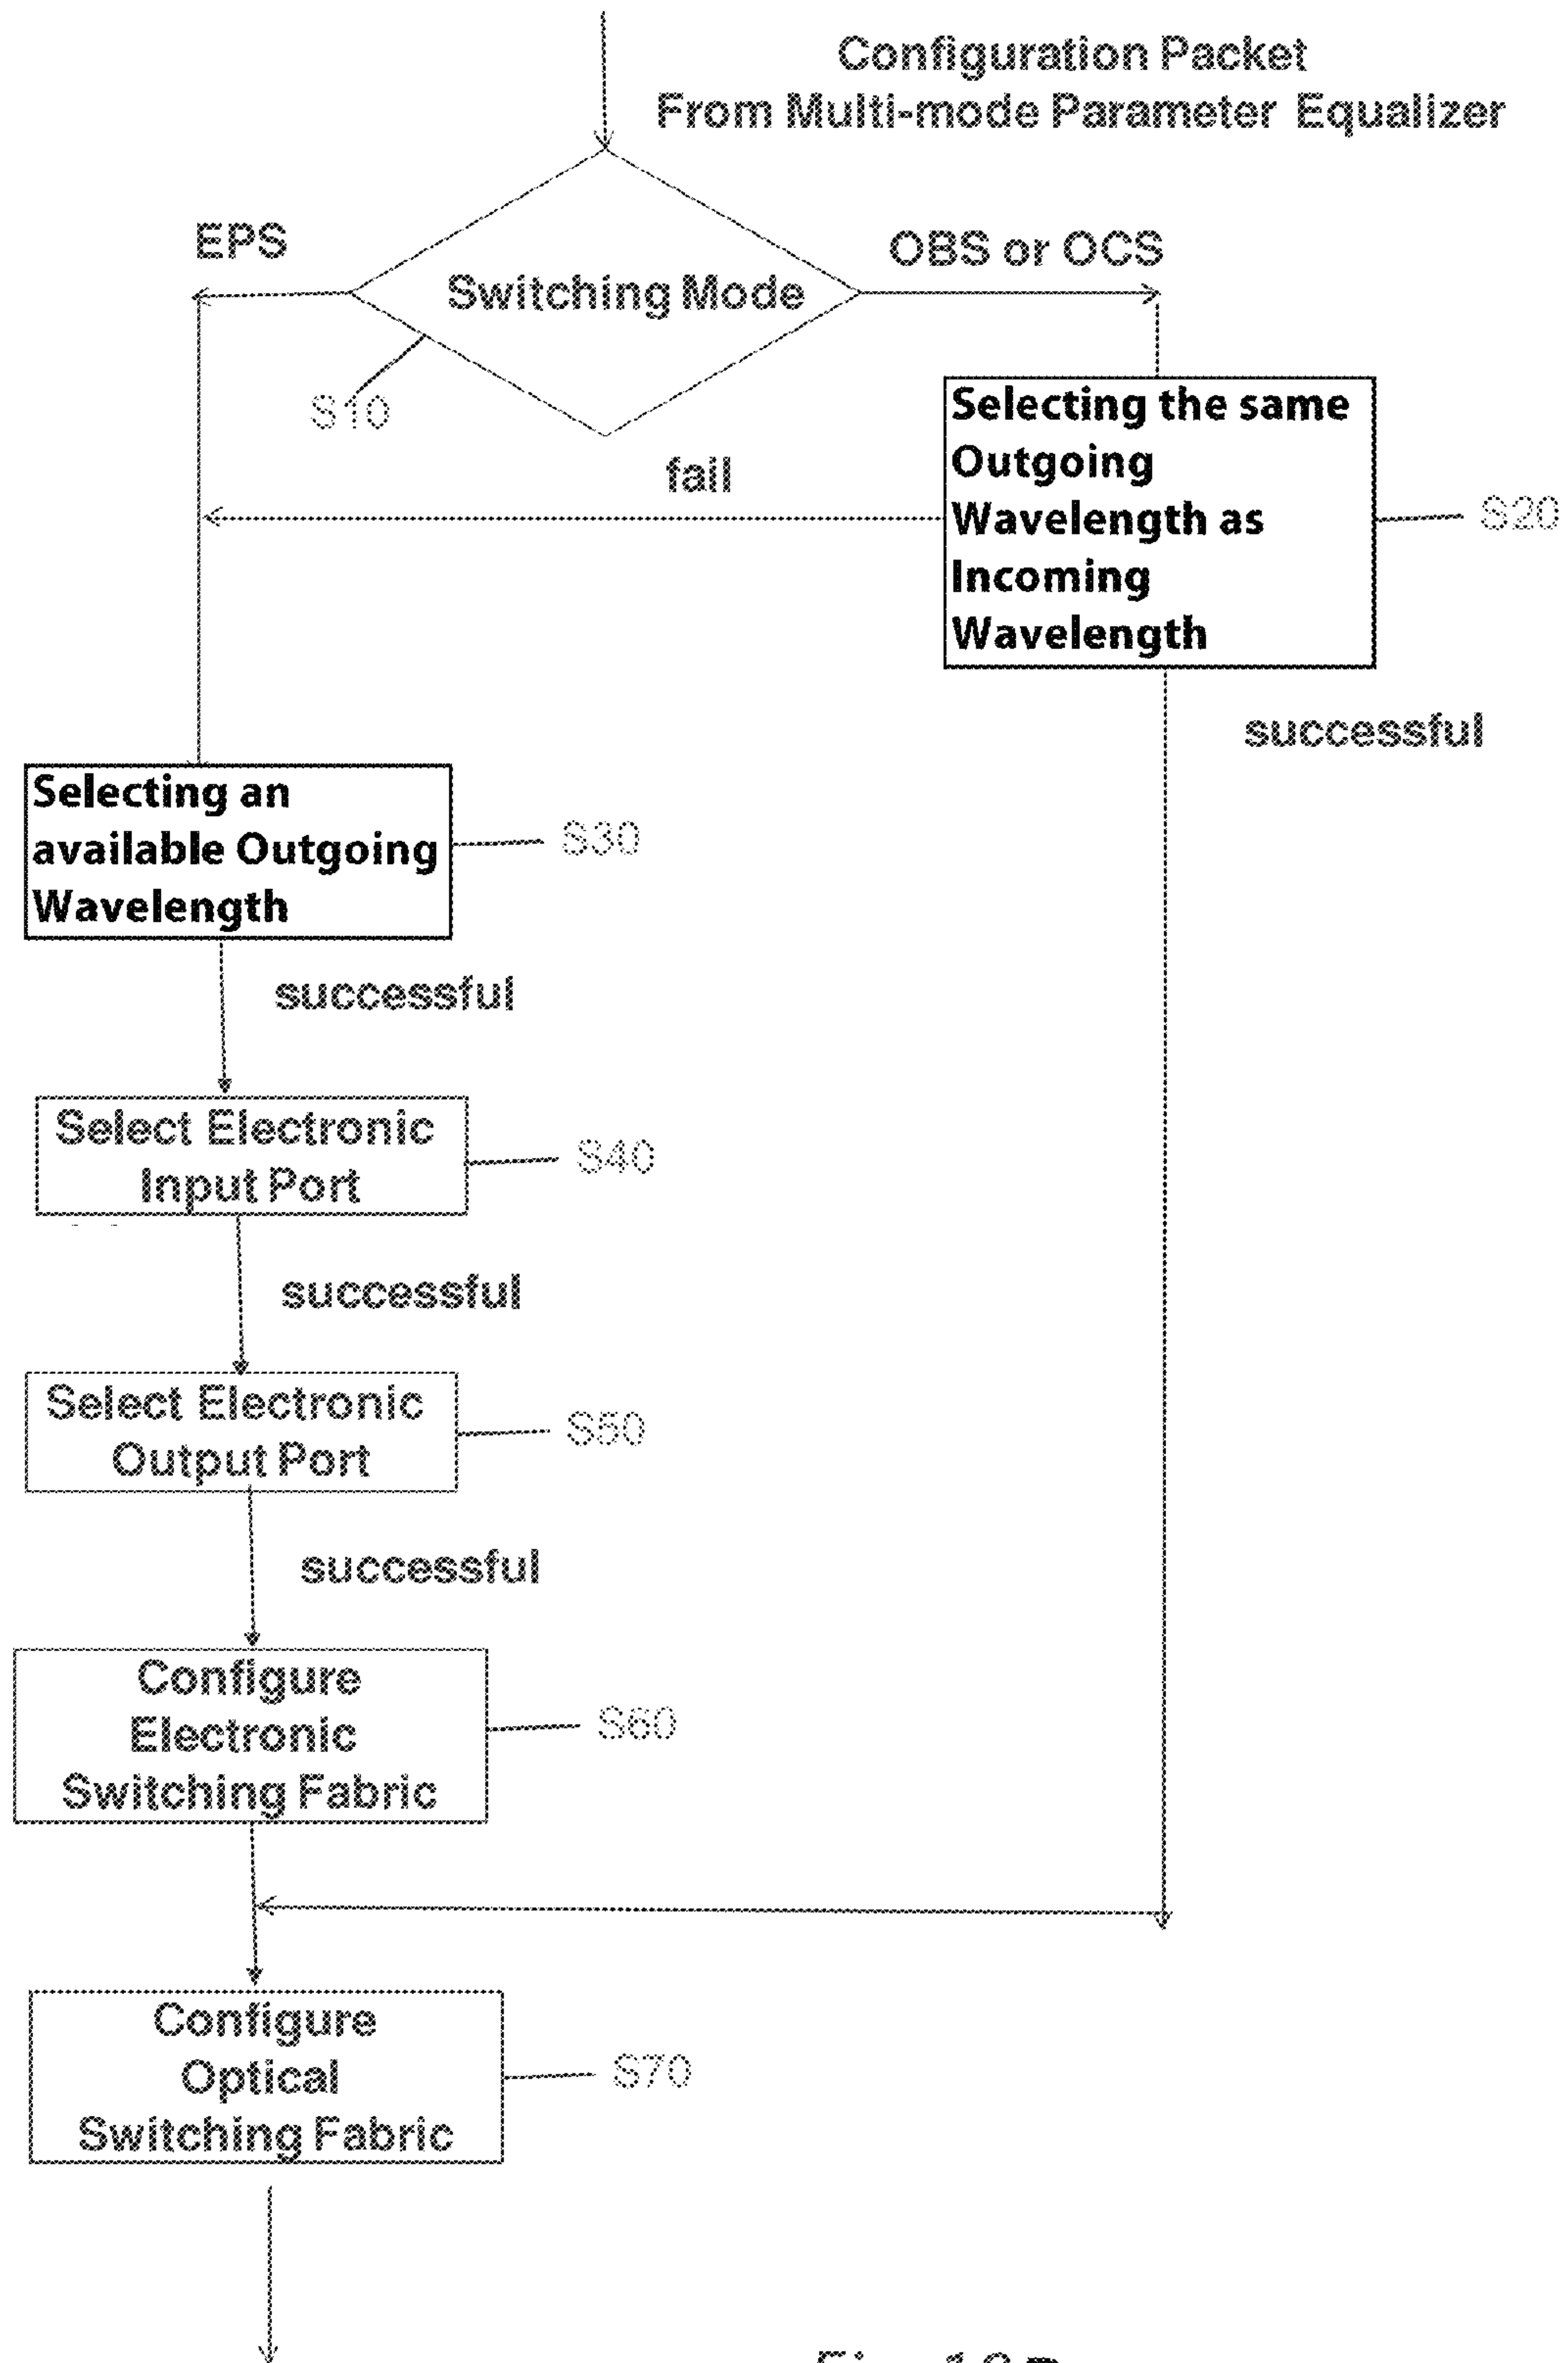 Configuration Packet
From Multi-mode Parameter Equalizer
EPS
OBS or OCS
Switching Mode
S10
Selecting the same
Outgoing
Wavelength as
Incoming
Wavelength
fail
S20
successful
Selecting an
available Outgoing
Wavelength
S30
successful
Select Electronic
Input Port
S40
successful
Select Electronic
Output Port
S50
successful
Configure
Electronic
Switching Fabric
S60
Configure
Optical
Switching Fabric
S70